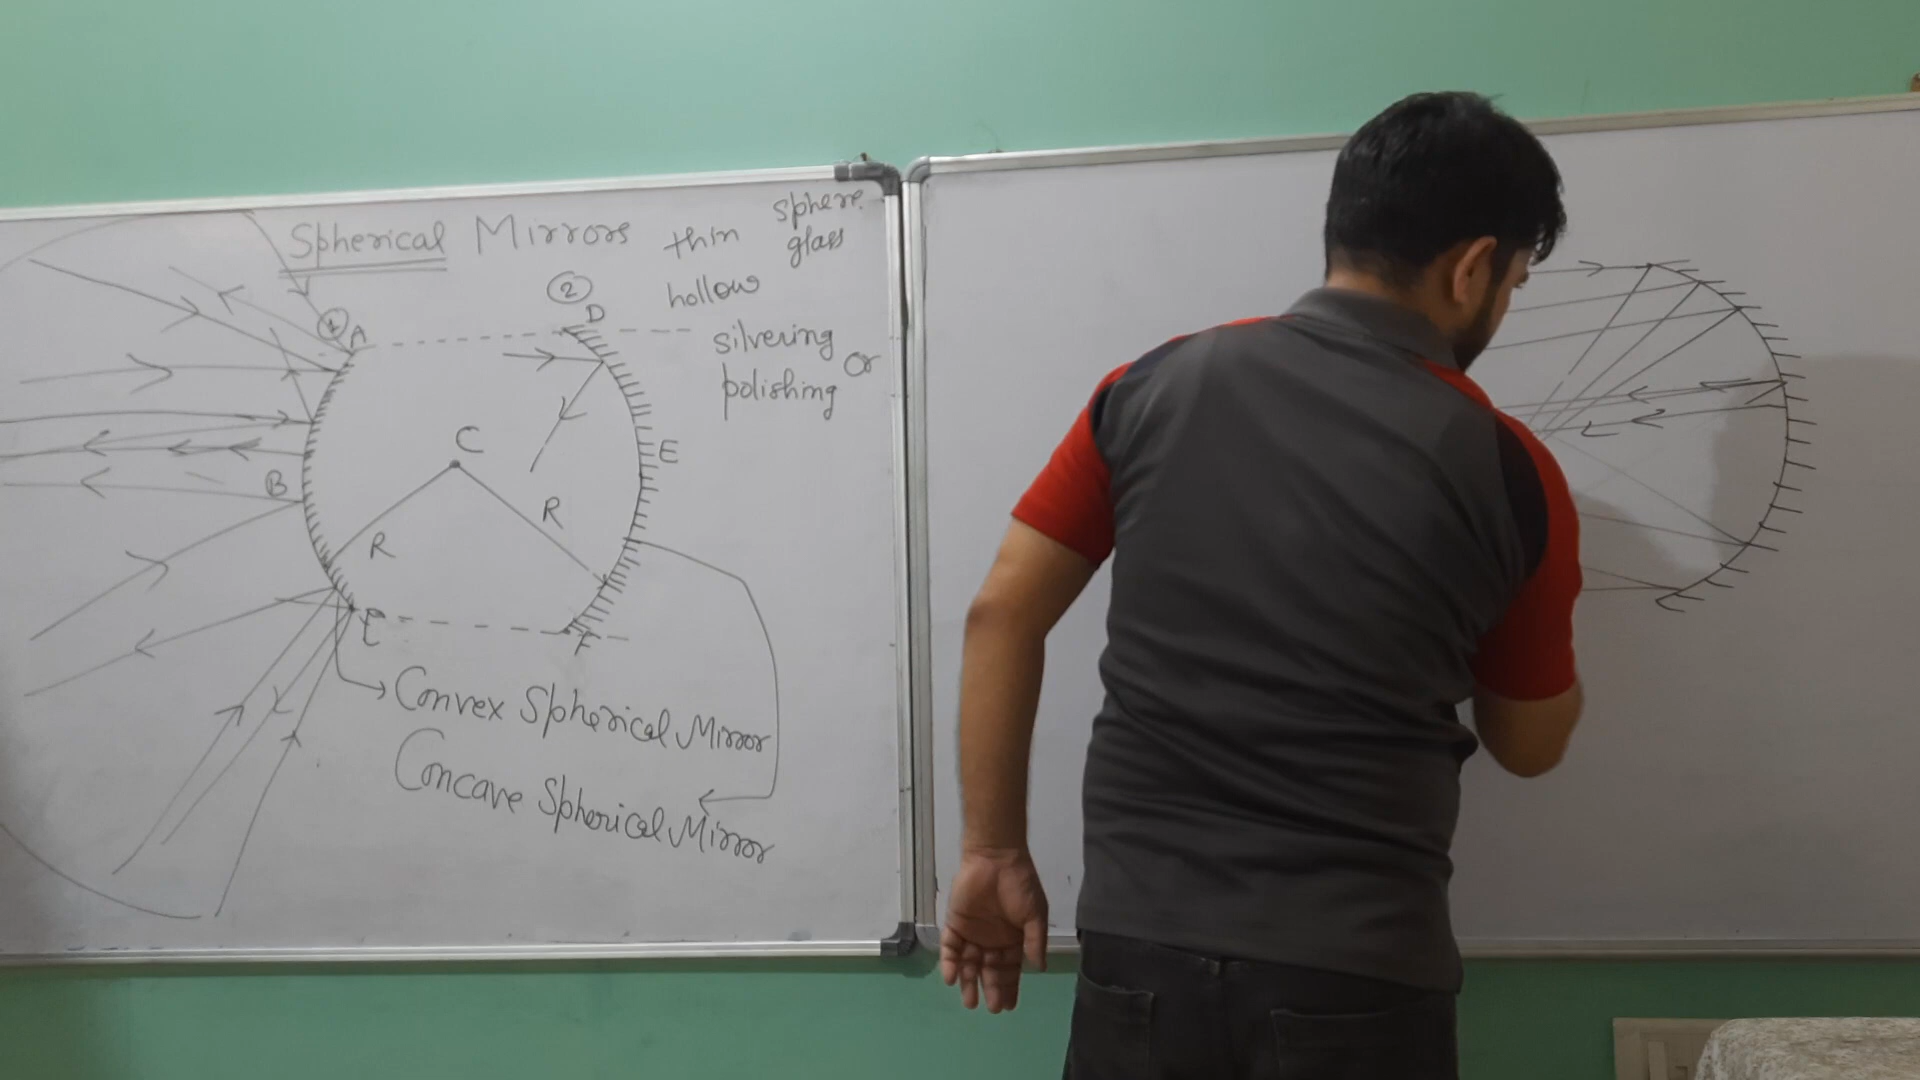 Spherical Mirrors
thin sphere
glass
hollow
silvering or
polishing
1 A
2 D
C
E
B
R
R
F
Convex Spherical Mirror
Concave Spherical Mirror